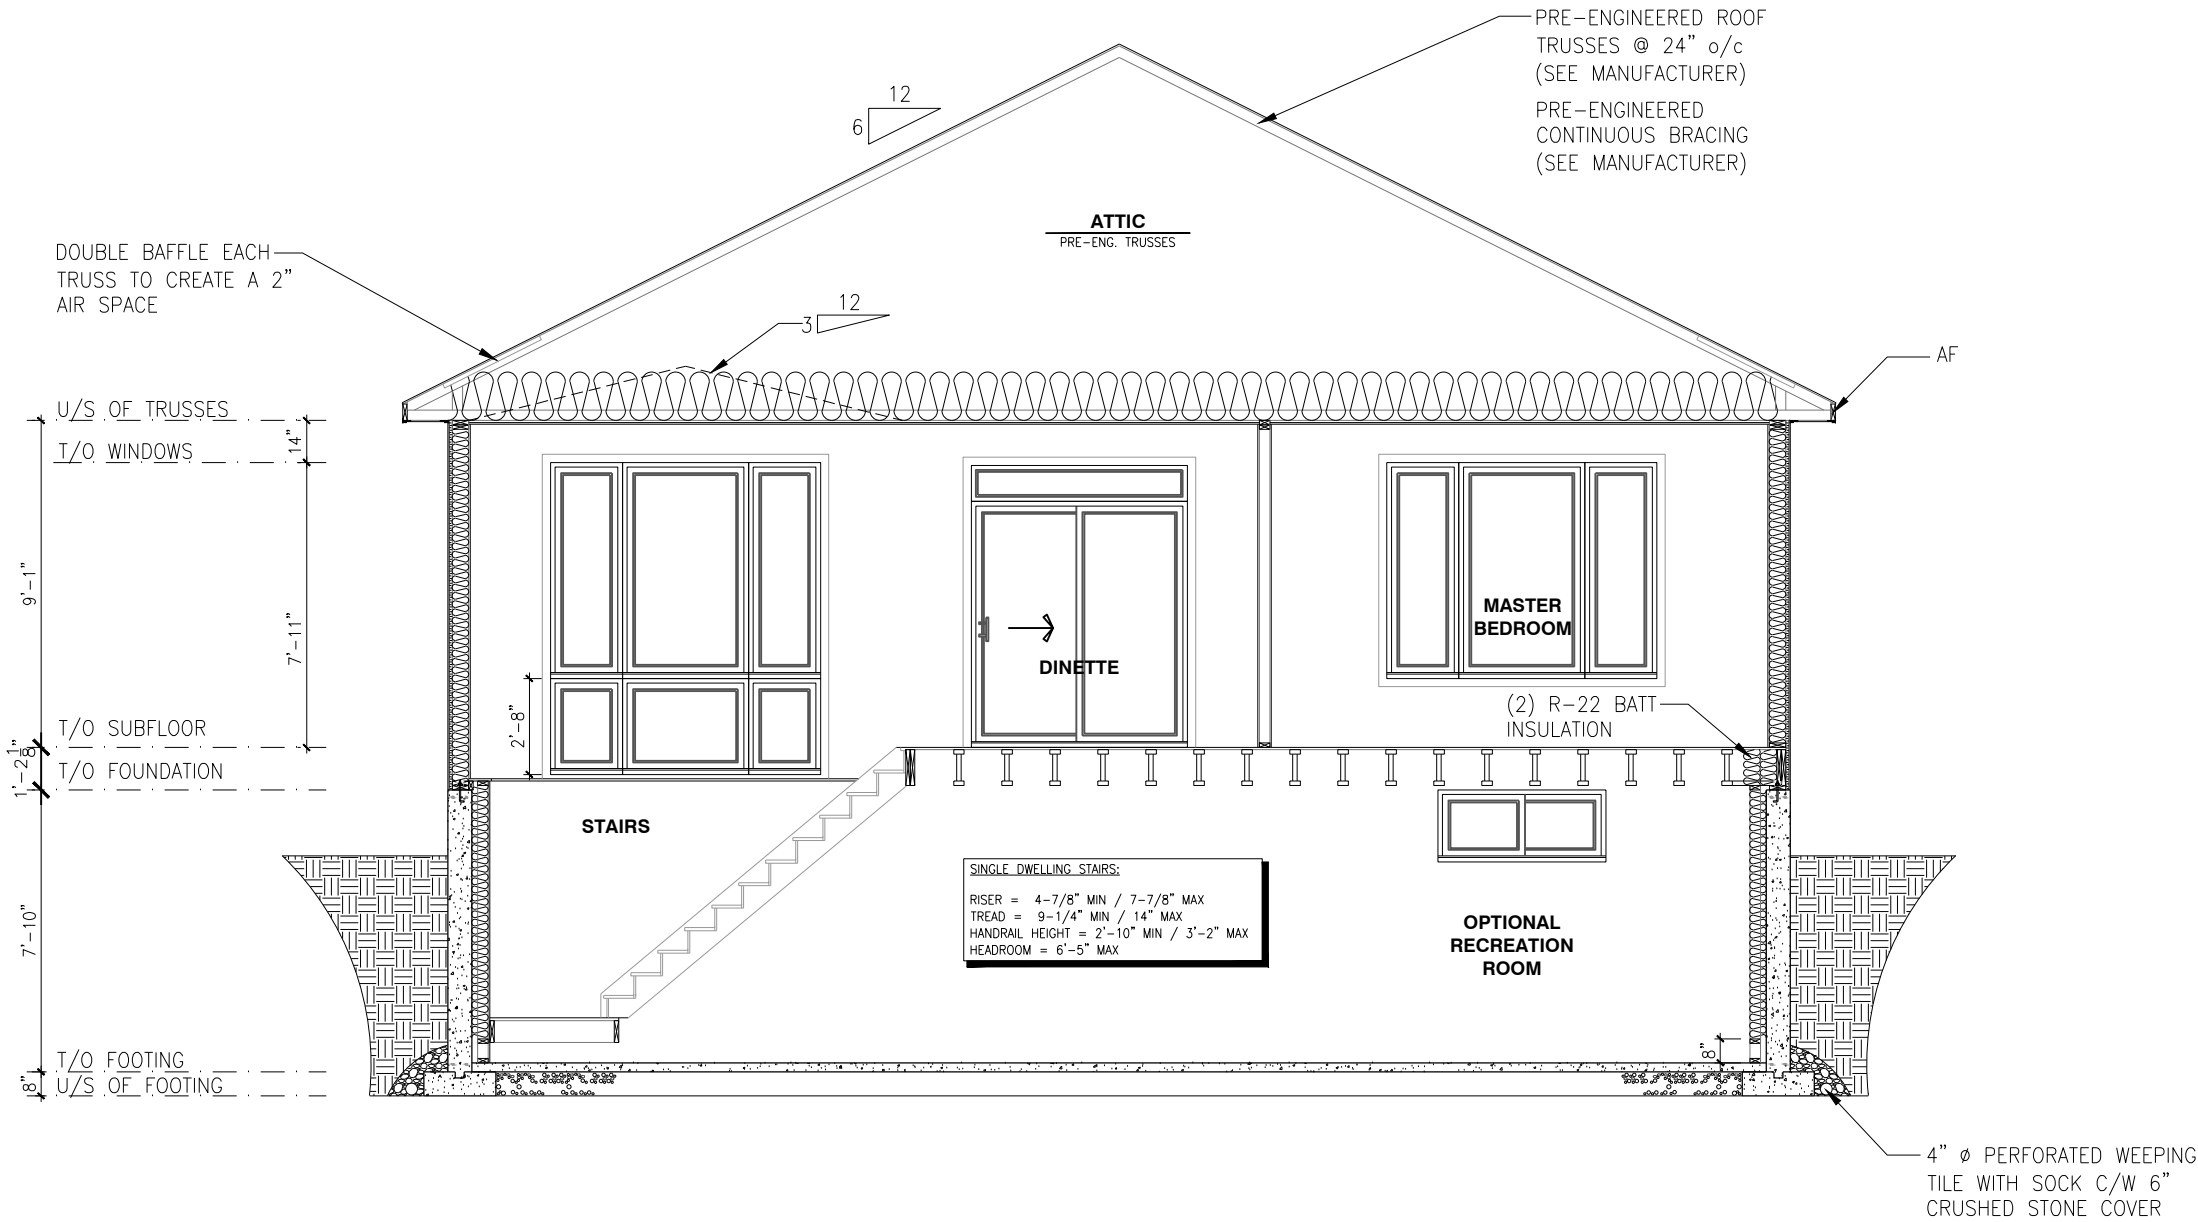 PRE-ENGINEERED ROOF
TRUSSES @ 24" o/c
(SEE MANUFACTURER)
PRE-ENGINEERED
CONTINUOUS BRACING
(SEE MANUFACTURER)
12
6
ATTIC
PRE-ENG. TRUSSES
DOUBLE BAFFLE EACH
TRUSS TO CREATE A 2"
AIR SPACE
12
3
AF
U/S OF TRUSSES
14"
T/O WINDOWS
9'-1"
7'-11"
MASTER
BEDROOM
DINETTE
(2) R-22 BATT
INSULATION
2'-8"
T/O SUBFLOOR
T/O FOUNDATION
STAIRS
SINGLE DWELLING STAIRS:
RISER = 4-7/8" MIN / 7-7/8" MAX
TREAD = 9-1/4" MIN / 14" MAX
HANDRAIL HEIGHT = 2'-10" MIN / 3'-2" MAX
HEADROOM = 6'-5" MAX
7'-10"
OPTIONAL
RECREATION
ROOM
8"
T/O FOOTING
8"
U/S OF FOOTING
4" ø PERFORATED WEEPING
TILE WITH SOCK C/W 6"
CRUSHED STONE COVER